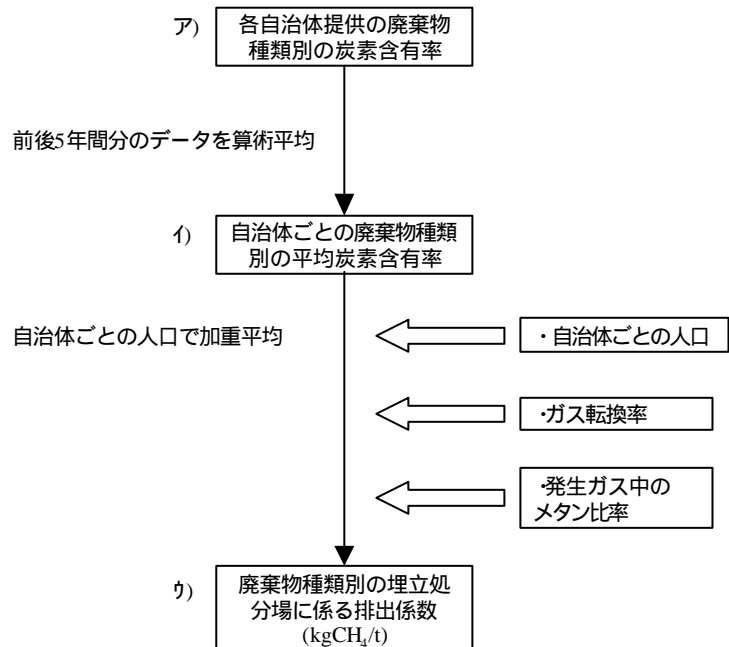 ア)
各自治体提供の廃棄物
種類別の炭素含有率
前後5年間分のデータを算術平均
イ)
自治体ごとの廃棄物種類
別の平均炭素含有率
自治体ごとの人口で加重平均
・自治体ごとの人口
・ガス転換率
・発生ガス中の
メタン比率
ウ)
廃棄物種類別の埋立処
分場に係る排出係数
(kgCH₄/t)